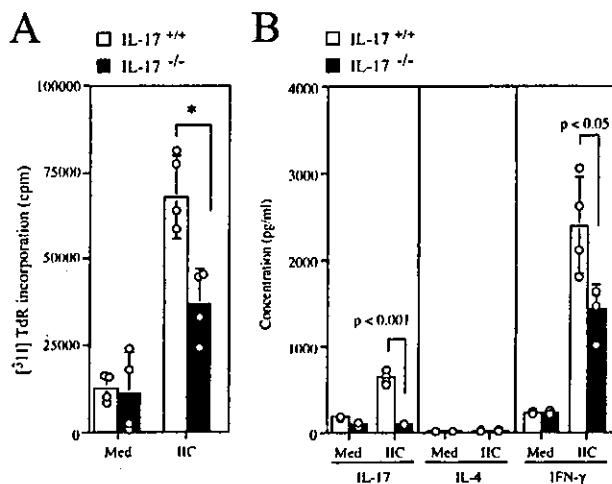 A
IL-17 +/+
IL-17 -/-
[³H] TdR incorporation (cpm)
100000
75000
50000
25000
0
*
Med
IIC
B
IL-17 +/+
IL-17 -/-
Concentration (pg/ml)
4000
3000
2000
1000
0
p < 0.001
p < 0.05
Med IIC Med IIC Med IIC
IL-17 IL-4 IFN-γ